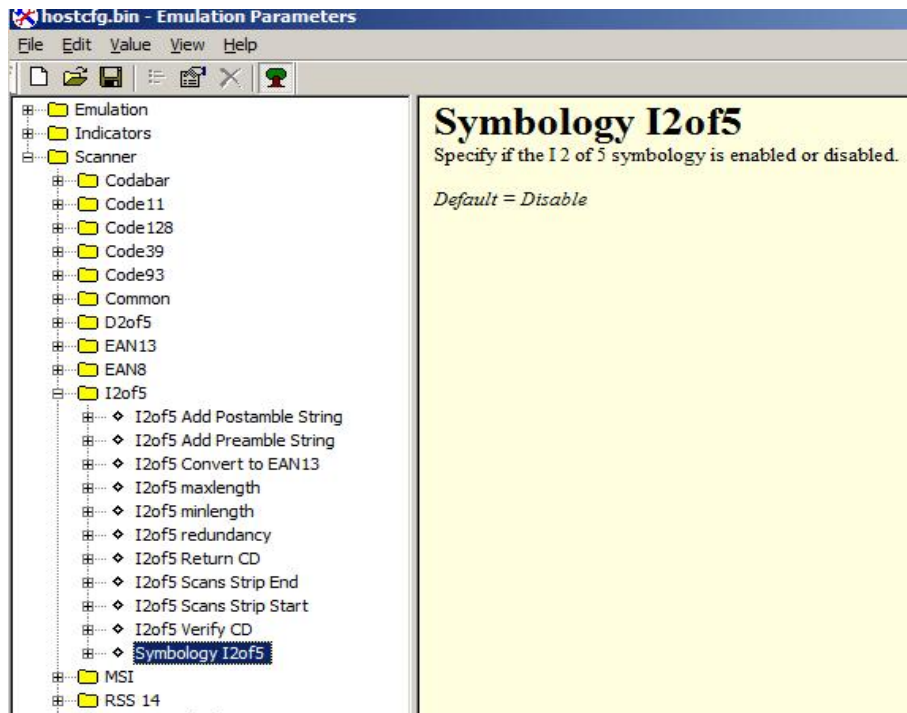 hostcfg.bin - Emulation Parameters
File Edit Value View Help
Emulation
Indicators
Scanner
Codabar
Code11
Code128
Code39
Code93
Common
D2of5
EAN13
EAN8
I2of5
I2of5 Add Postamble String
I2of5 Add Preamble String
I2of5 Convert to EAN13
I2of5 maxlength
I2of5 minlength
I2of5 redundancy
I2of5 Return CD
I2of5 Scans Strip End
I2of5 Scans Strip Start
I2of5 Verify CD
Symbology I2of5
MSI
RSS 14
Symbology I2of5
Specify if the I 2 of 5 symbology is enabled or disabled.
Default = Disable